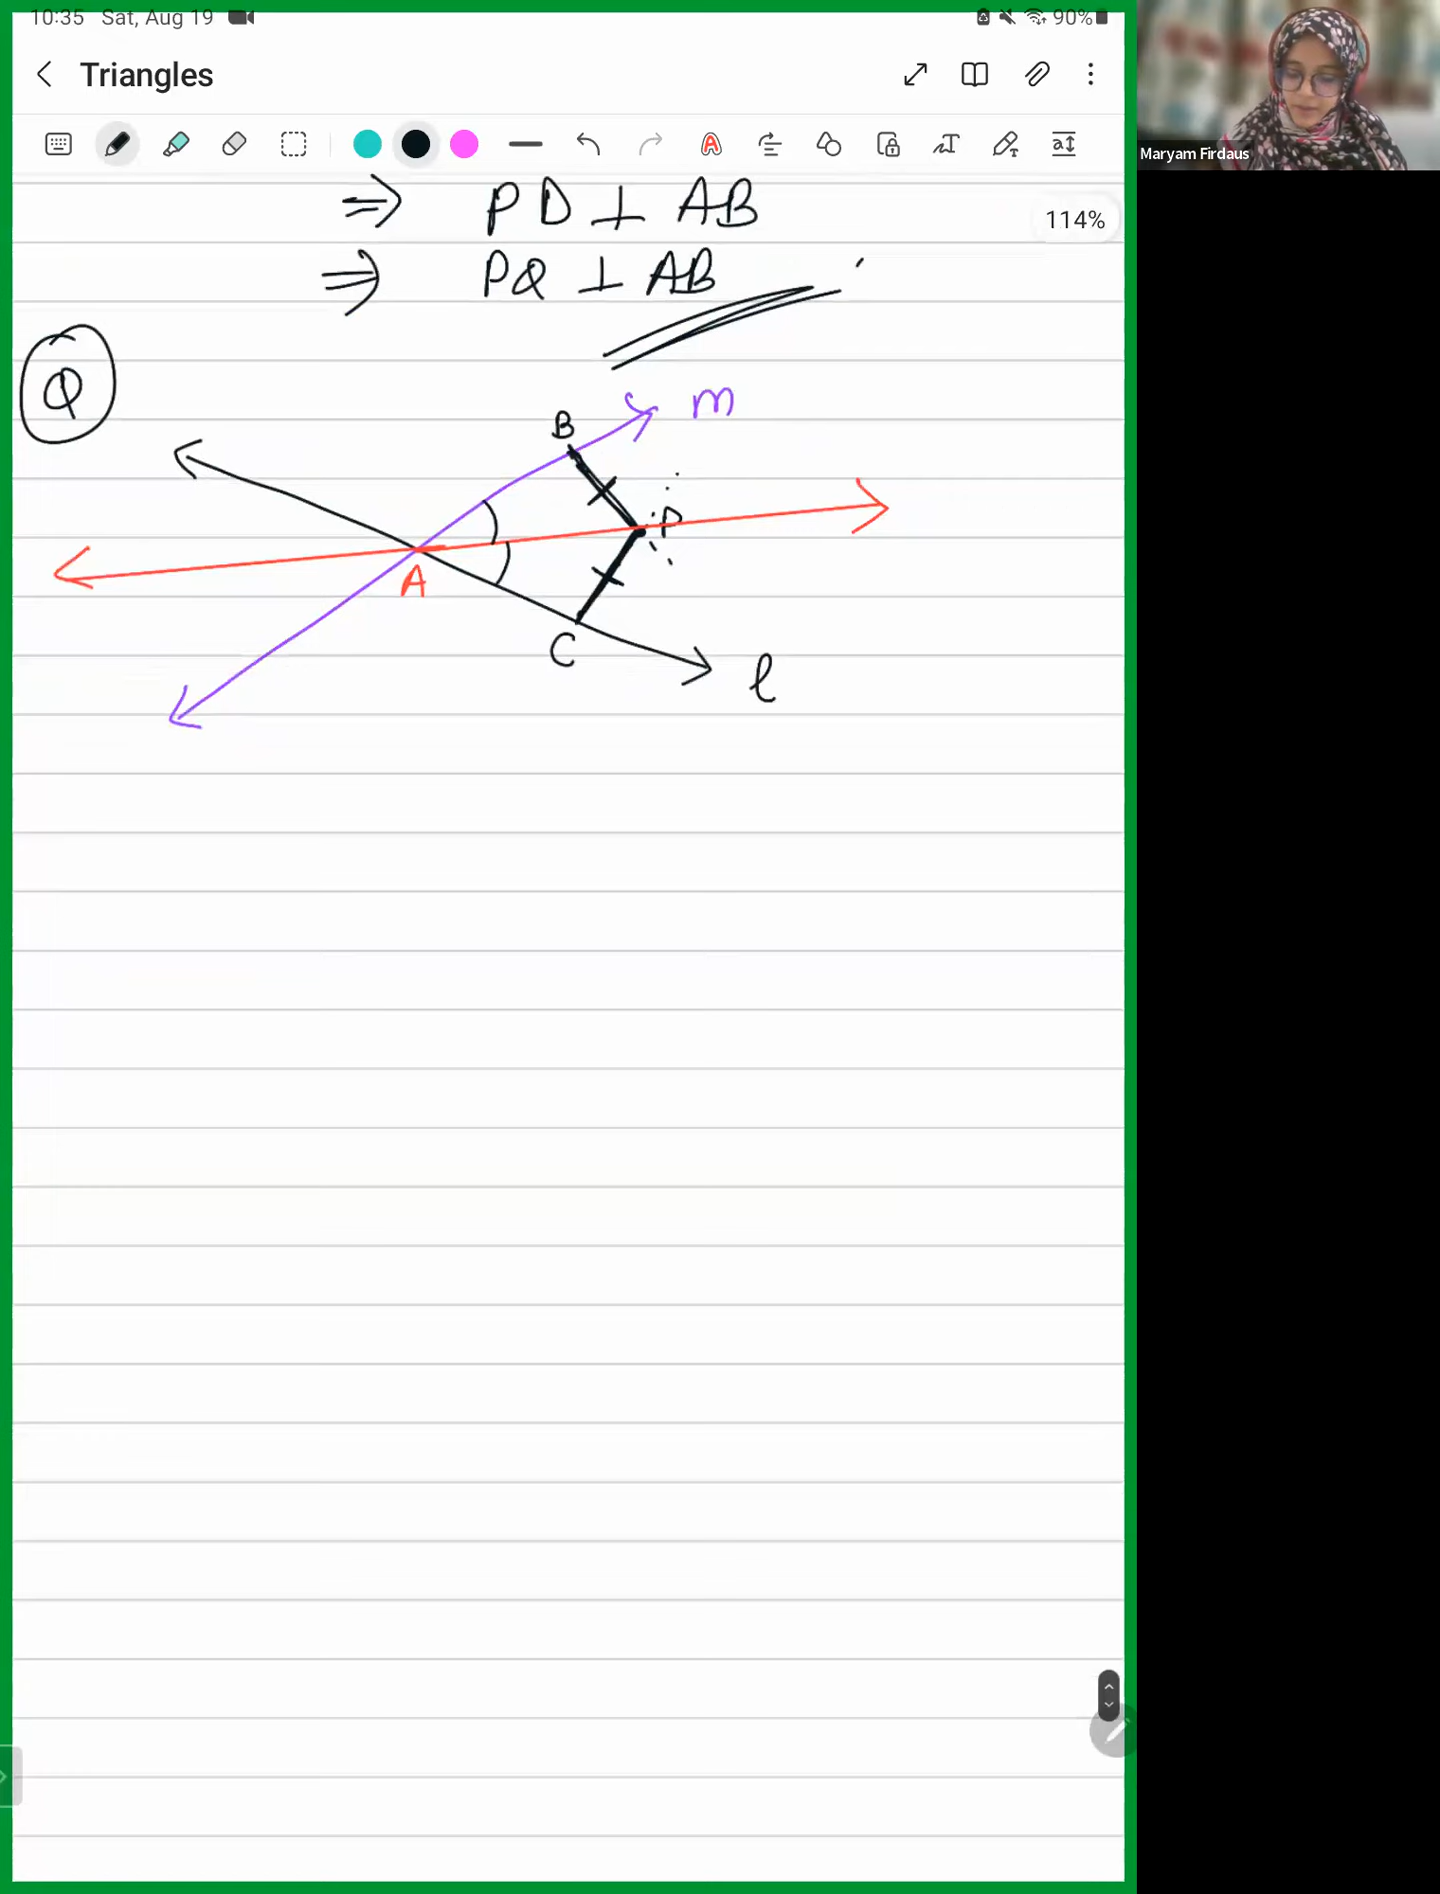 10:35 Sat, Aug 19 90%
Maryam Firdaus
Triangles
⇒ PD ⊥ AB
114%
⇒ PQ ⊥ AB
Q
m
B
P
A
C
l